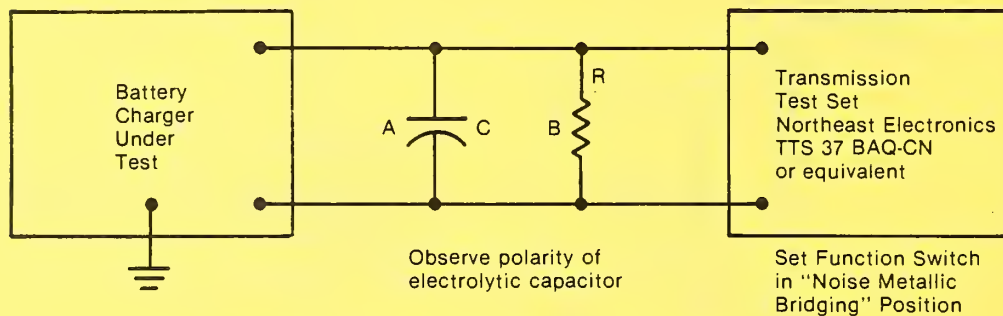 Battery
Charger
Under
Test
A
C
R
B
Transmission
Test Set
Northeast Electronics
TTS 37 BAQ-CN
or equivalent
Observe polarity of
electrolytic capacitor
Set Function Switch
in "Noise Metallic
Bridging" Position